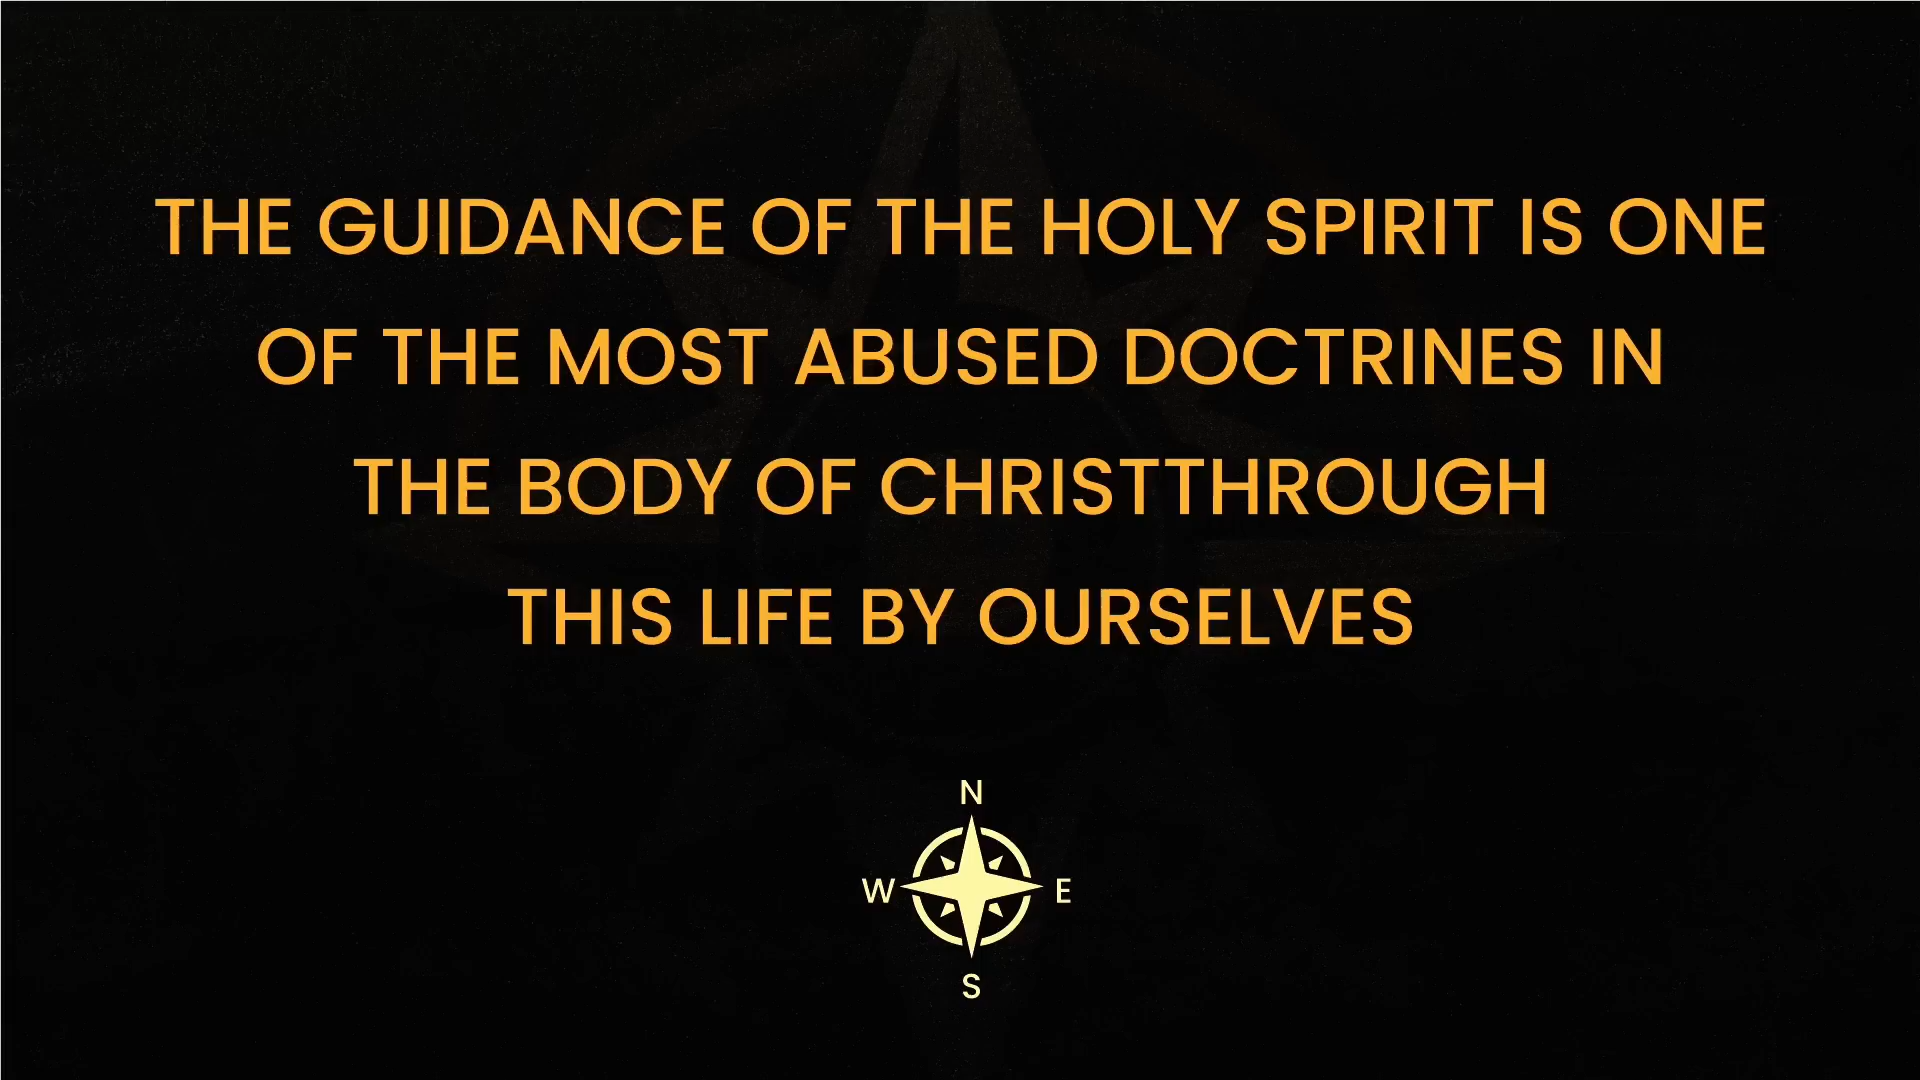 THE GUIDANCE OF THE HOLY SPIRIT IS ONE
OF THE MOST ABUSED DOCTRINES IN
THE BODY OF CHRISTTHROUGH
THIS LIFE BY OURSELVES
N
W E
S